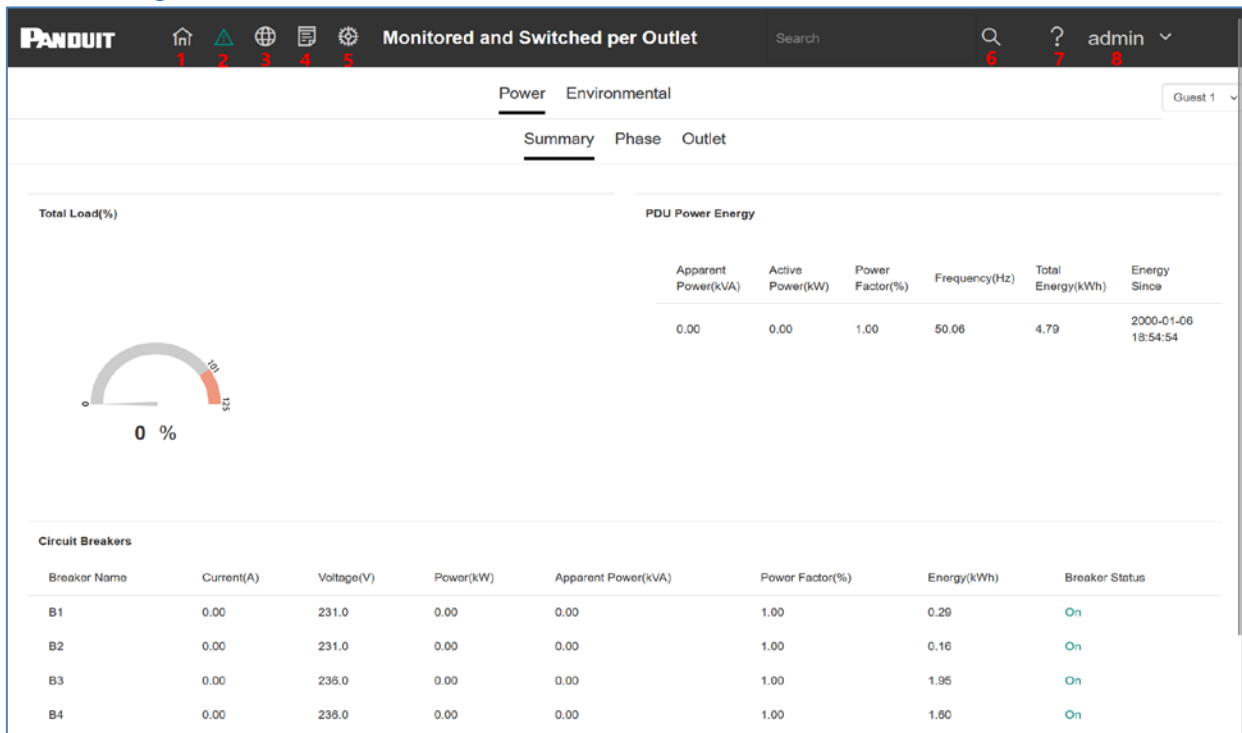 PANDUIT Monitored and Switched per Outlet Search ? admin
1 2 3 4 5 6 7 8
Power Environmental Guest 1
Summary Phase Outlet
Total Load(%)
0
101
125
0 %
PDU Power Energy
Apparent Power(kVA) Active Power(kW) Power Factor(%) Frequency(Hz) Total Energy(kWh) Energy Since
0.00 0.00 1.00 50.06 4.79 2000-01-06 18:54:54
Circuit Breakers
Breaker Name Current(A) Voltage(V) Power(kW) Apparent Power(kVA) Power Factor(%) Energy(kWh) Breaker Status
B1 0.00 231.0 0.00 0.00 1.00 0.29 On
B2 0.00 231.0 0.00 0.00 1.00 0.16 On
B3 0.00 236.0 0.00 0.00 1.00 1.95 On
B4 0.00 236.0 0.00 0.00 1.00 1.60 On